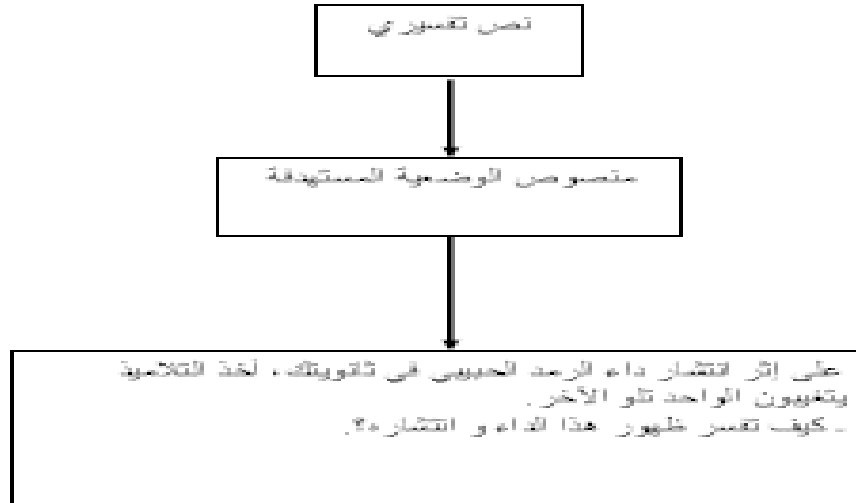 نص تفسيري
منصوص الوضعية المستهدفة
على إثر انتشار داء الرمد الحبيبي في ثانويتك، أخذ التلاميذ
يتغيبون الواحد تلو الآخر.
- كيف تفسر ظهور هذا الداء و انتشاره؟.